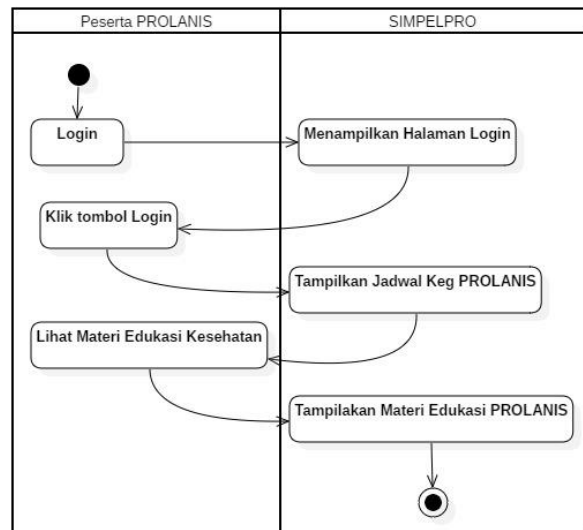 Peserta PROLANIS
SIMPELPRO
Login
Menampilkan Halaman Login
Klik tombol Login
Tampilkan Jadwal Keg PROLANIS
Lihat Materi Edukasi Kesehatan
Tampilakan Materi Edukasi PROLANIS